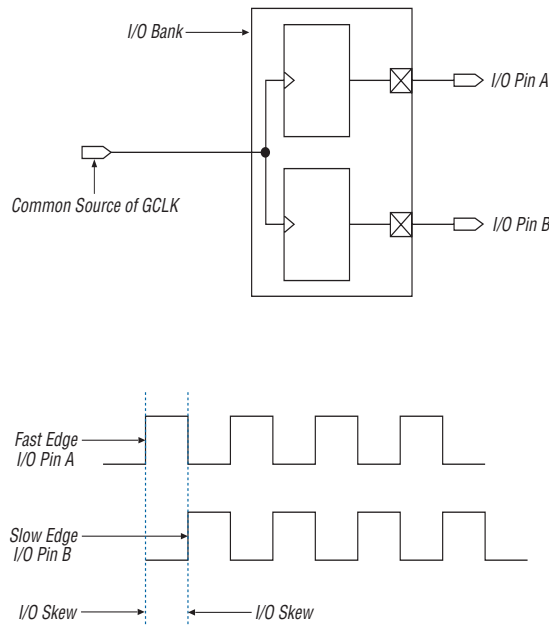 I/O Bank
I/O Pin A
Common Source of GCLK
I/O Pin B
Fast Edge
I/O Pin A
Slow Edge
I/O Pin B
I/O Skew
I/O Skew